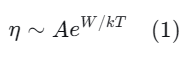 η ∼ Ae^{W/kT} (1)